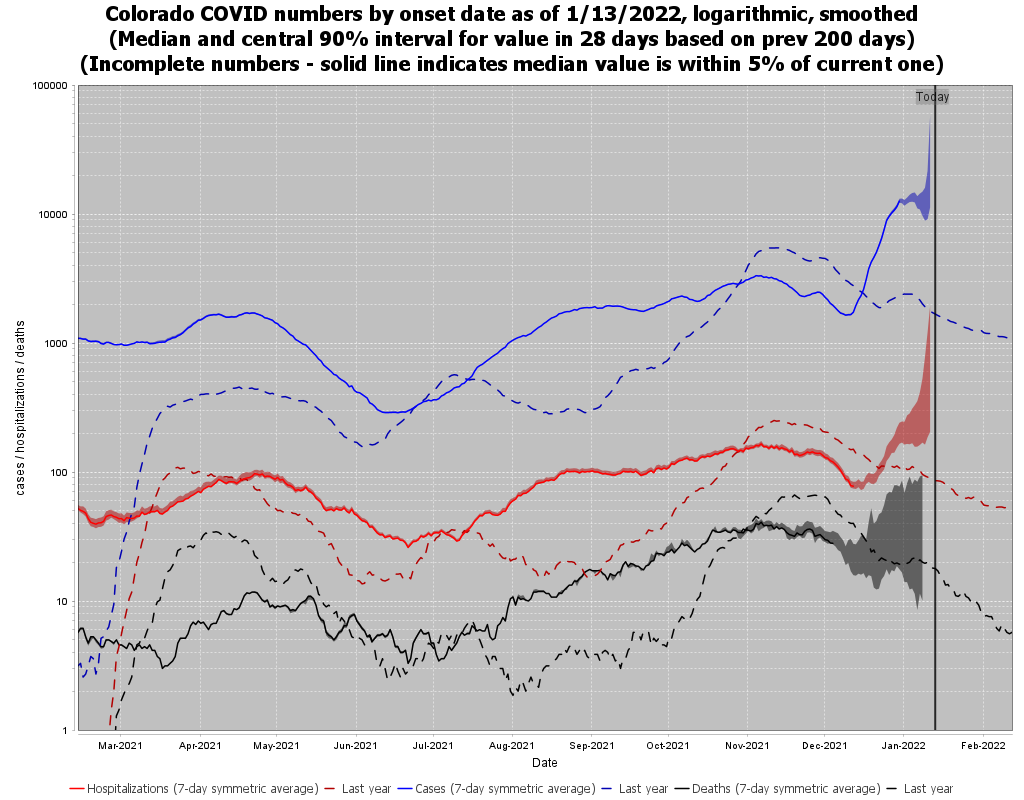 Colorado COVID numbers by onset date as of 1/13/2022, logarithmic, smoothed
(Median and central 90% interval for value in 28 days based on prev 200 days)
(Incomplete numbers - solid line indicates median value is within 5% of current one)
Today
100000
10000
1000
100
10
1
cases / hospitalizations / deaths
Mar-2021 Apr-2021 May-2021 Jun-2021 Jul-2021 Aug-2021 Sep-2021 Oct-2021 Nov-2021 Dec-2021 Jan-2022 Feb-2022
Date
Hospitalizations (7-day symmetric average) Last year Cases (7-day symmetric average) Last year Deaths (7-day symmetric average) Last year